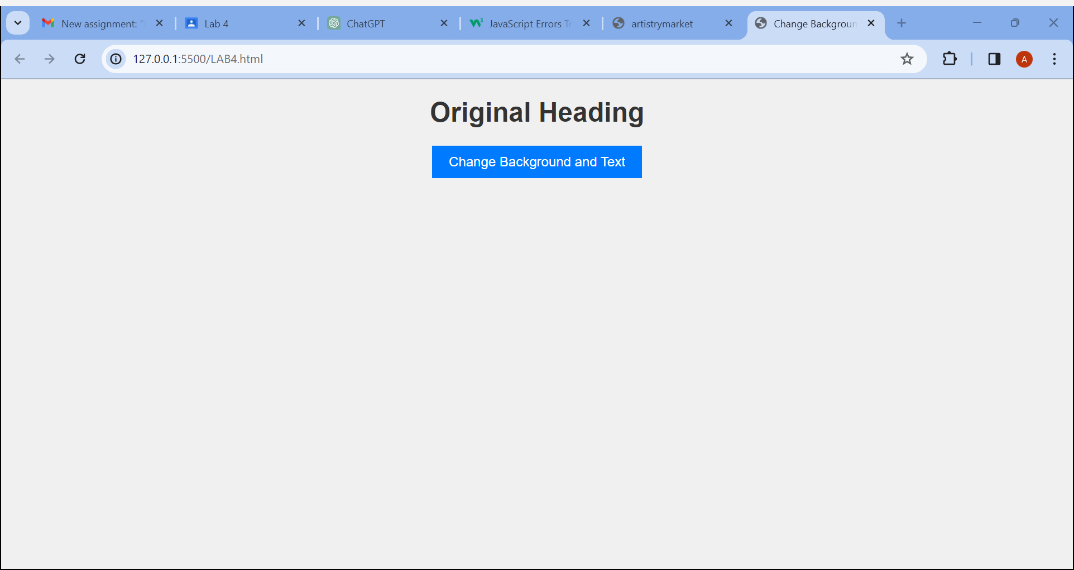 New assignment: "
Lab 4
ChatGPT
JavaScript Errors Tr
artistrymarket
Change Backgroun
127.0.0.1:5500/LAB4.html
A
Original Heading
Change Background and Text